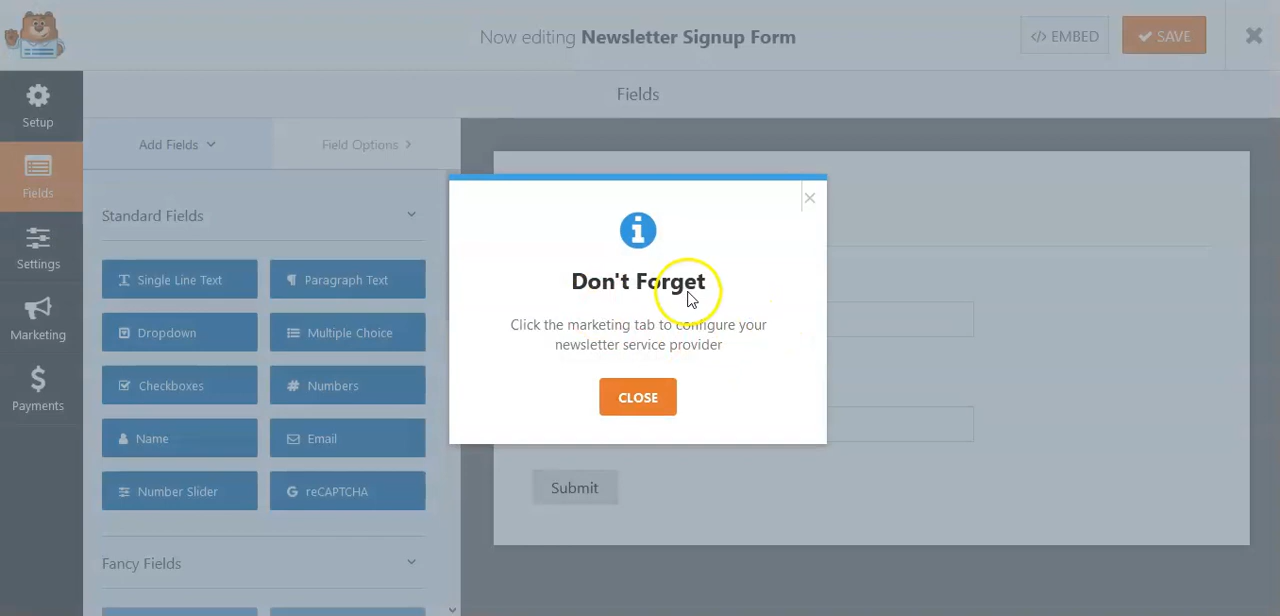 Now editing Newsletter Signup Form
</> EMBED
SAVE
Setup
Fields
Settings
Marketing
Payments
Fields
Add Fields
Field Options
Standard Fields
Single Line Text
Paragraph Text
Dropdown
Multiple Choice
Checkboxes
Numbers
Name
Email
Number Slider
reCAPTCHA
Fancy Fields
Don't Forget
Click the marketing tab to configure your
newsletter service provider
CLOSE
Submit